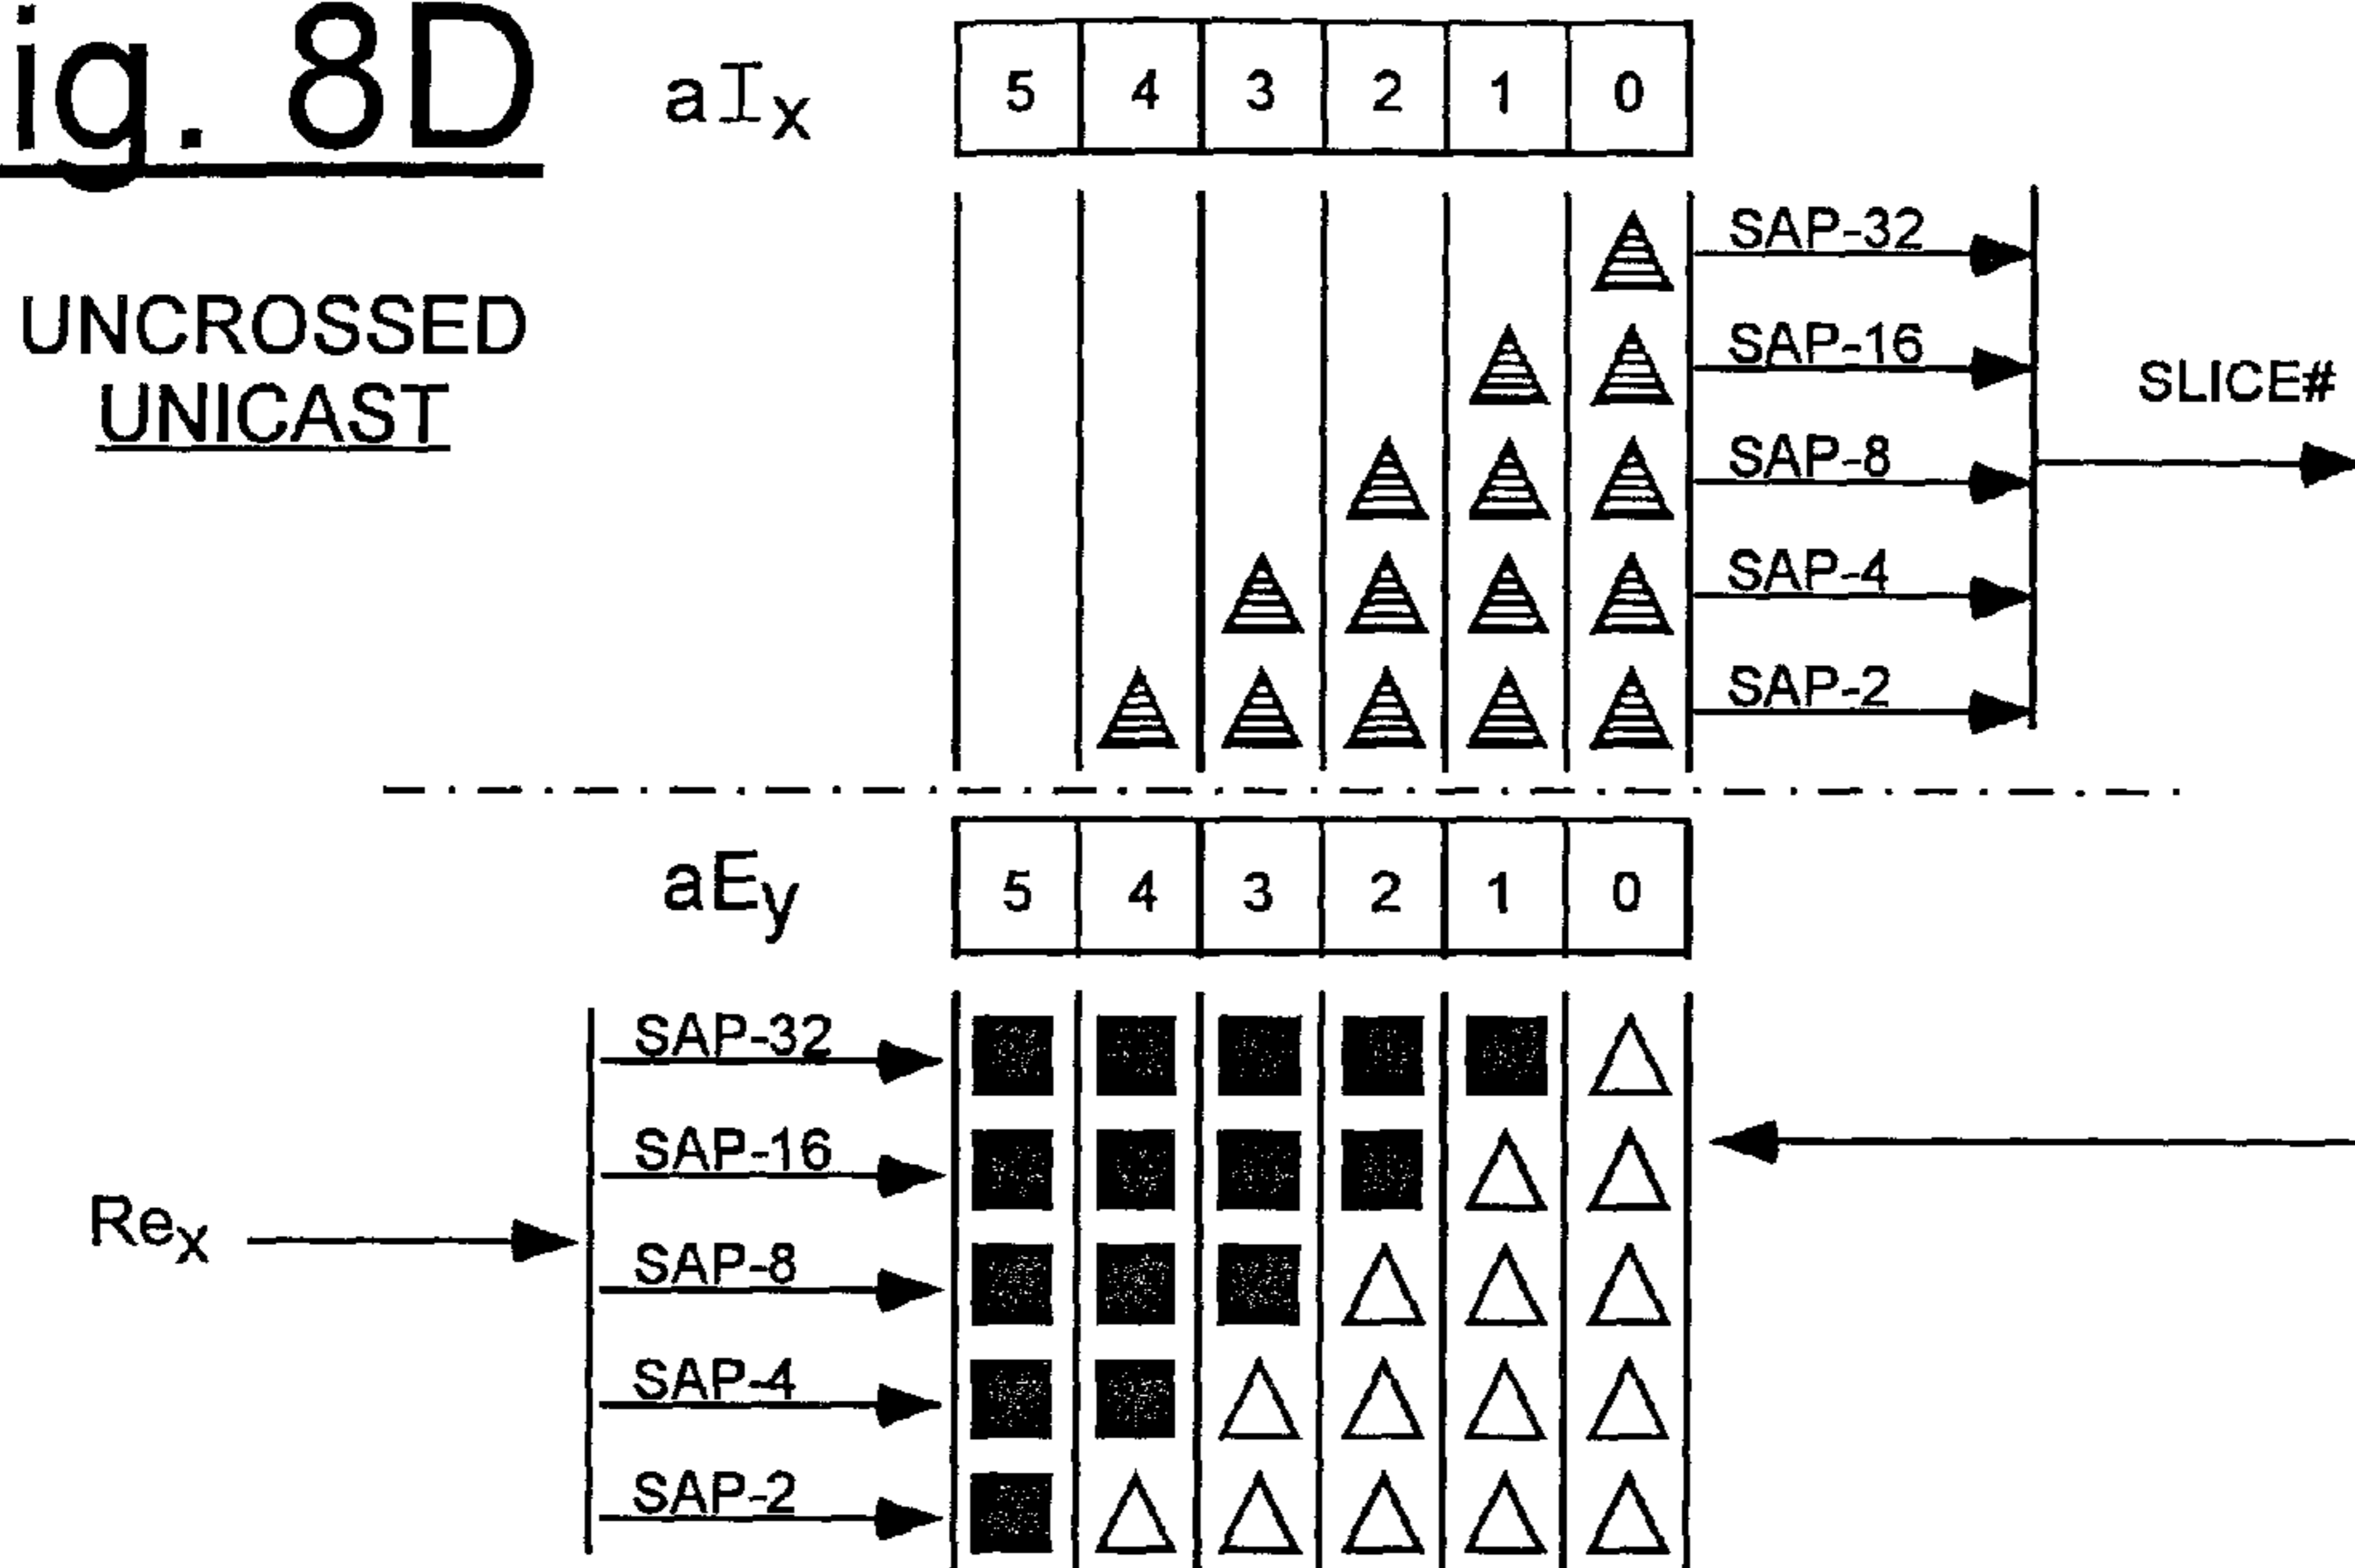 ig. 8D
aIx
5 4 3 2 1 0
UNCROSSED
UNICAST
SAP-32
SAP-16
SAP-8
SAP-4
SAP-2
SLICE#
aEy
5 4 3 2 1 0
Rex
SAP-32
SAP-16
SAP-8
SAP-4
SAP-2